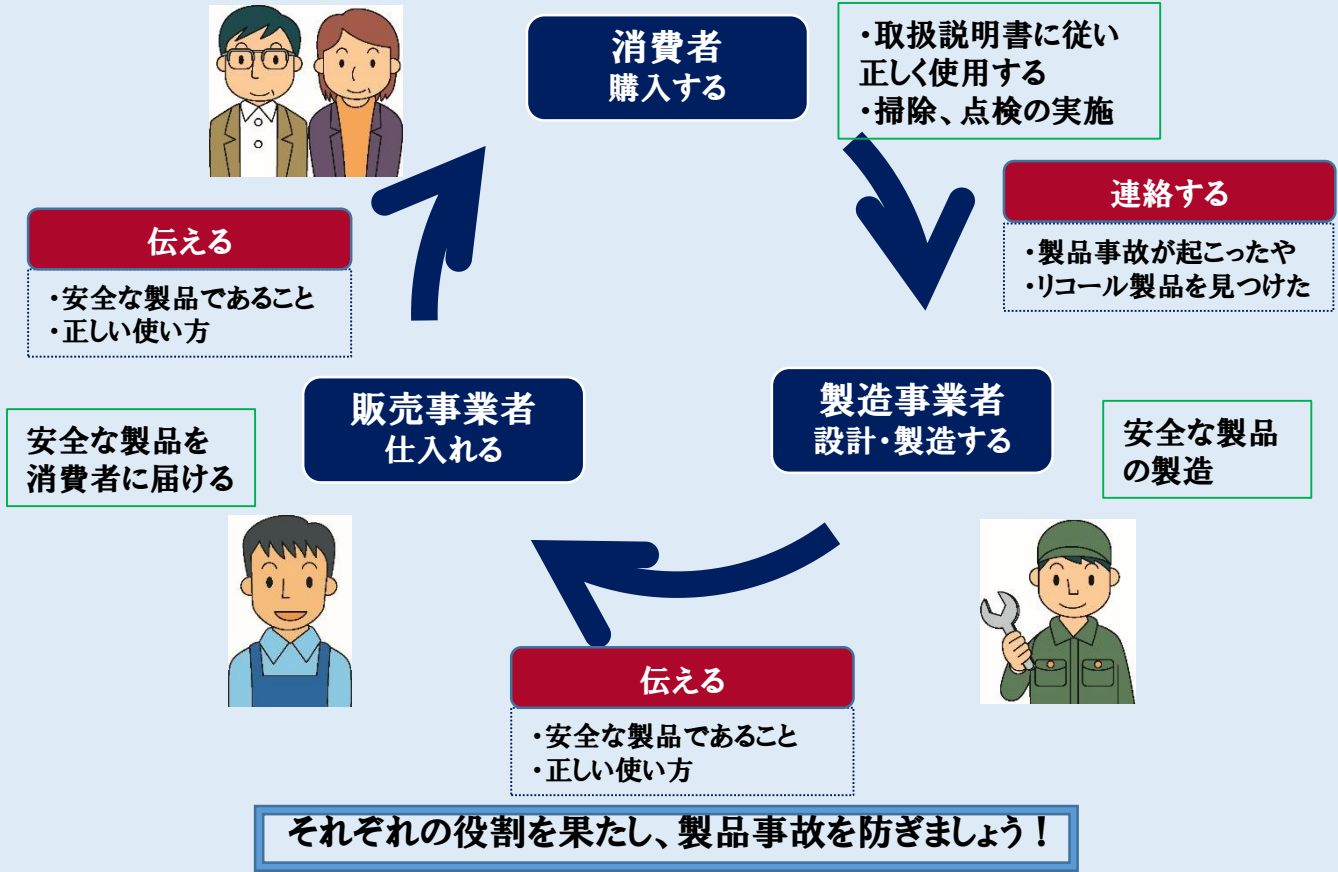 消費者
購入する
・取扱説明書に従い
正しく使用する
・掃除、点検の実施
連絡する
・製品事故が起こったや
・リコール製品を見つけた
伝える
・安全な製品であること
・正しい使い方
販売事業者
仕入れる
製造事業者
設計・製造する
安全な製品を
消費者に届ける
安全な製品
の製造
伝える
・安全な製品であること
・正しい使い方
それぞれの役割を果たし、製品事故を防ぎましょう！